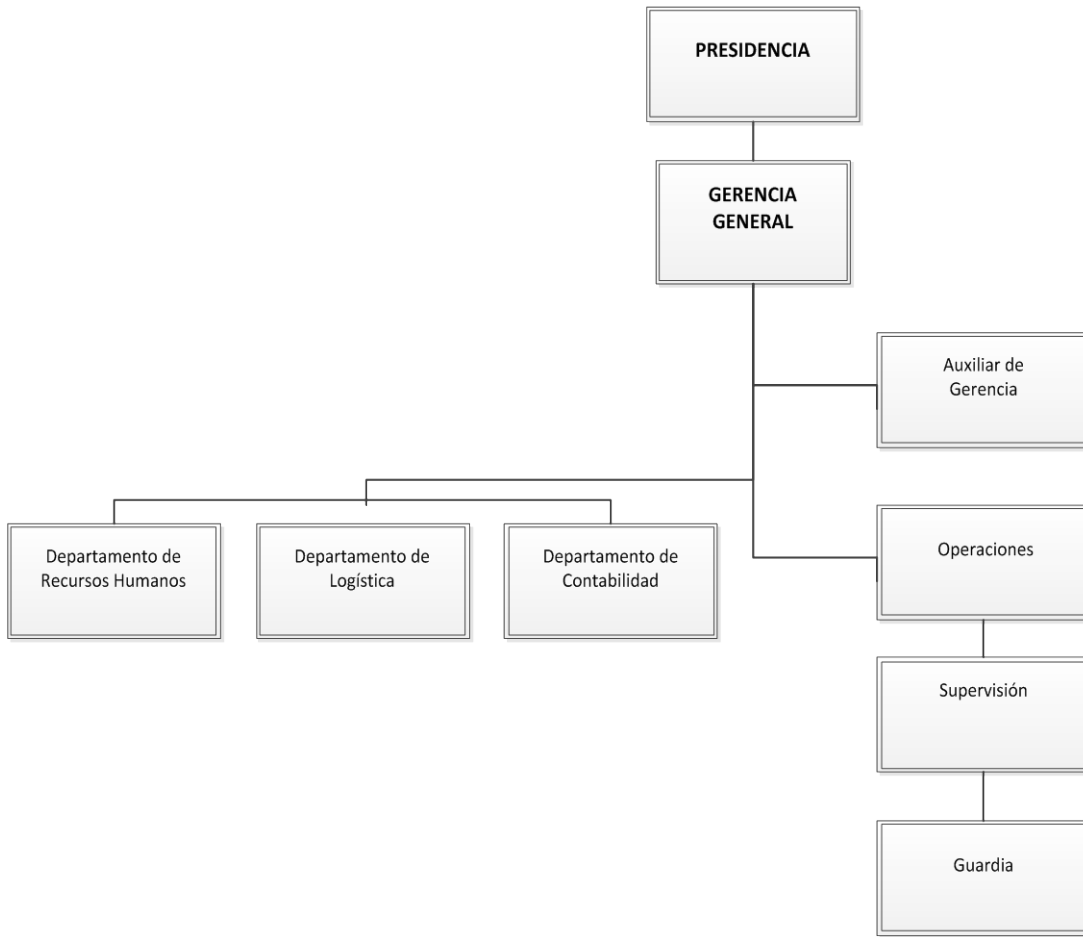 PRESIDENCIA
GERENCIA
GENERAL
Auxiliar de
Gerencia
Departamento de
Recursos Humanos
Departamento de
Logística
Departamento de
Contabilidad
Operaciones
Supervisión
Guardia